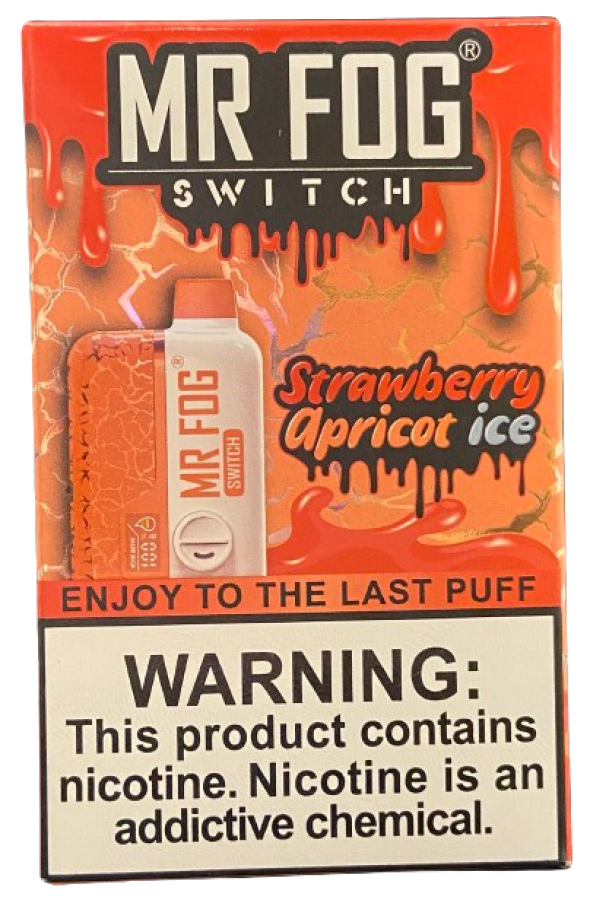 MR FOG®
SWITCH
Strawberry
apricot ice
MR FOG®
SWITCH
100%
ENJOY TO THE LAST PUFF
WARNING:
This product contains
nicotine. Nicotine is an
addictive chemical.